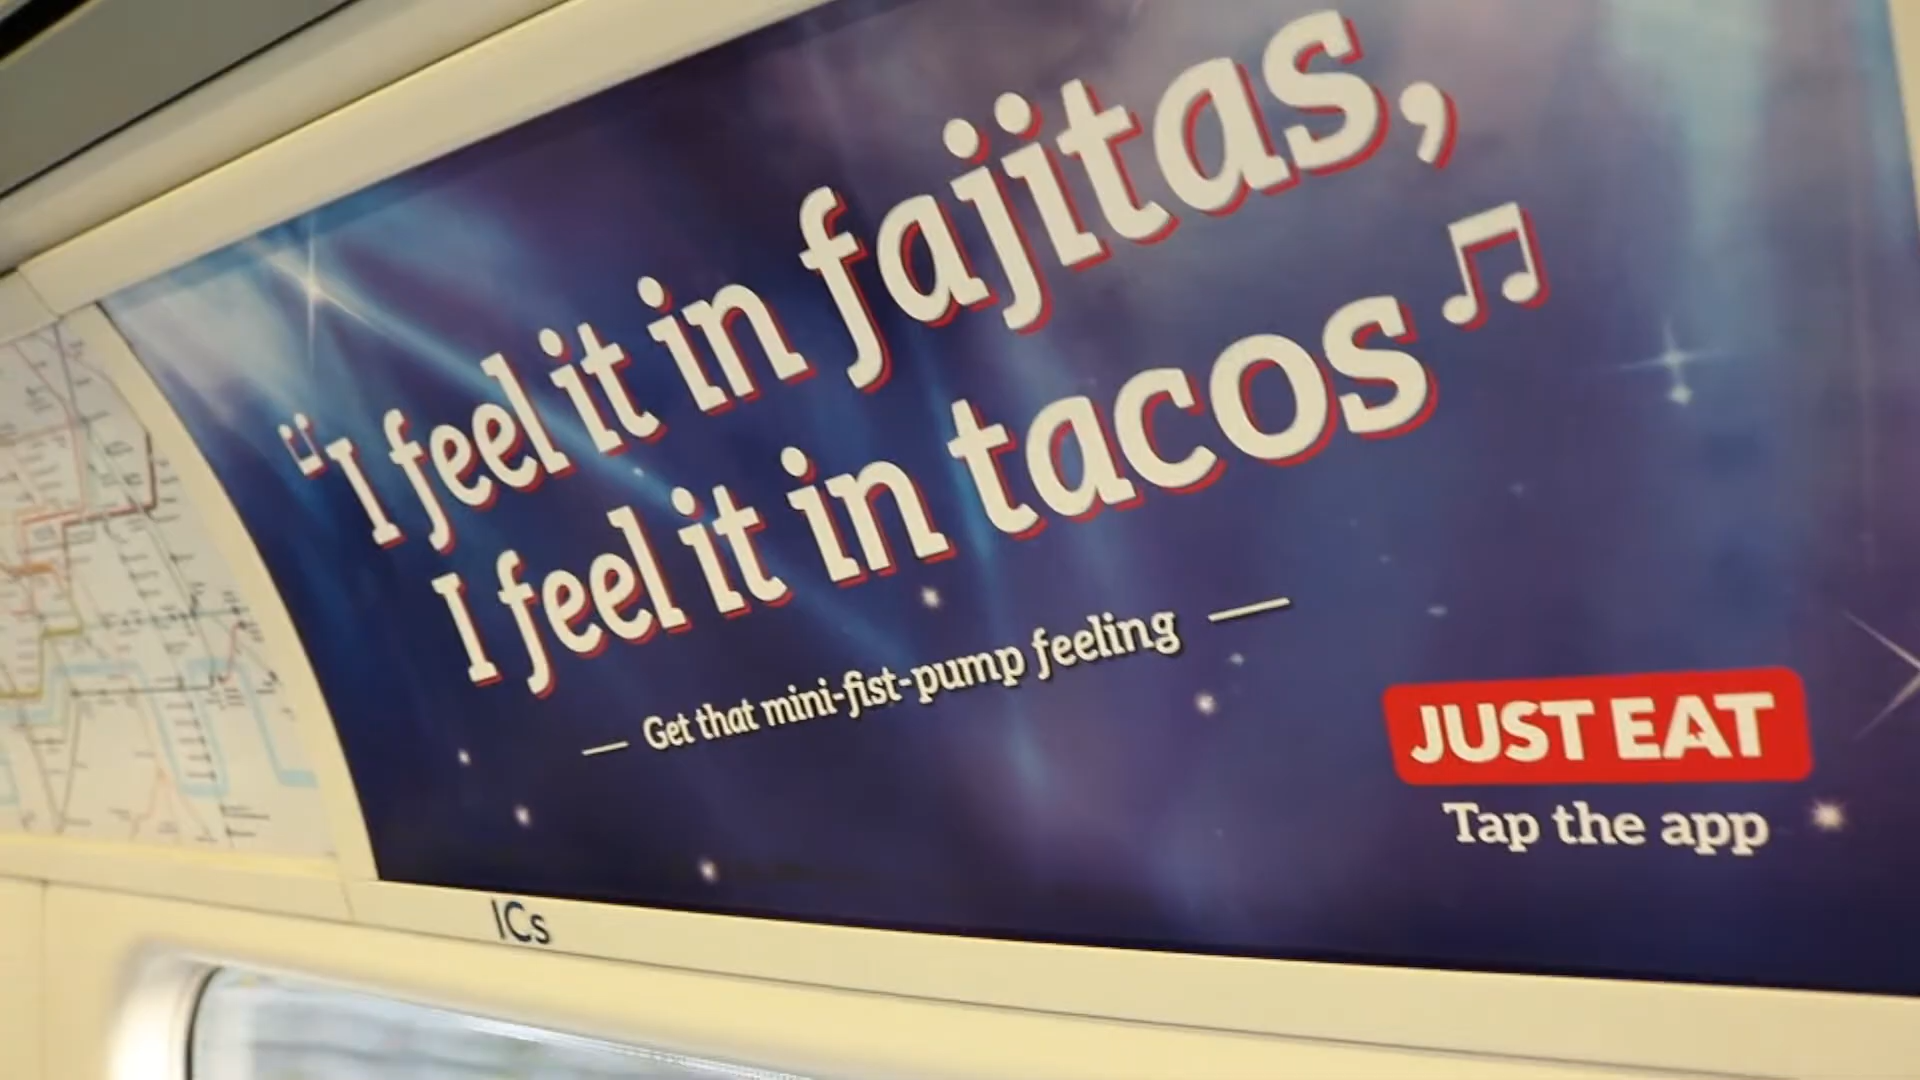 ♫"I feel it in fajitas,
I feel it in tacos"♫
— Get that mini-fist-pump feeling —
JUST EAT
Tap the app
ICs